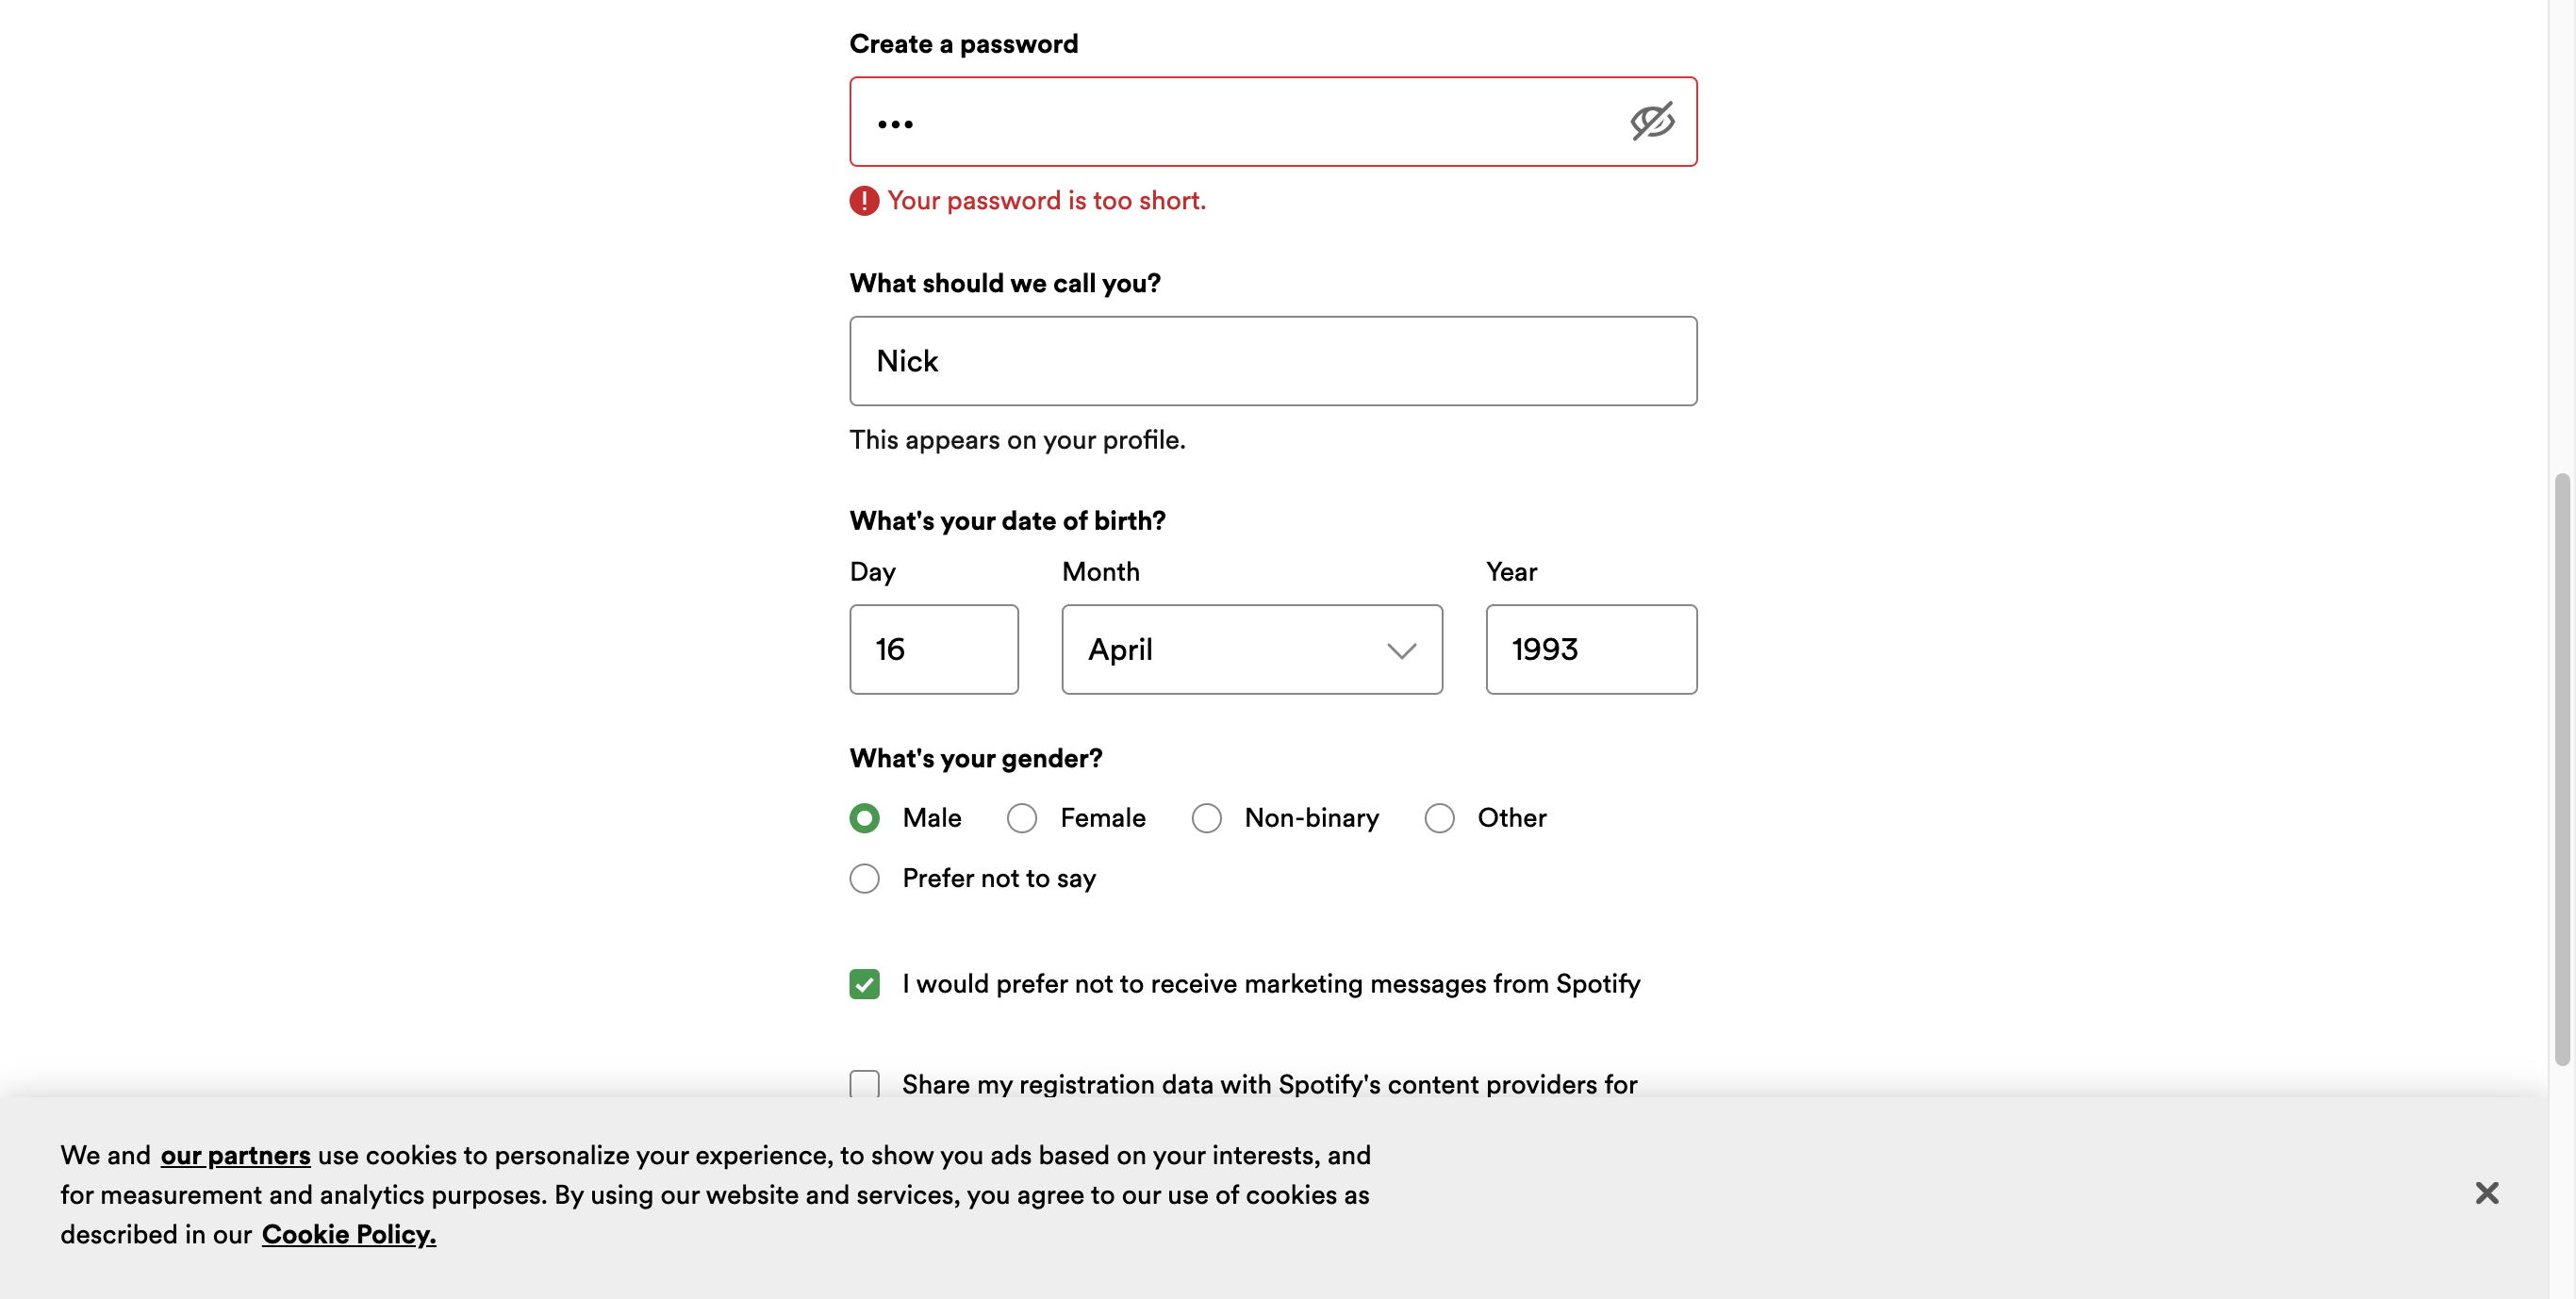 Create a password
•••
Your password is too short.
What should we call you?
Nick
This appears on your profile.
What's your date of birth?
Day Month Year
16 April 1993
What's your gender?
Male Female Non-binary Other
Prefer not to say
I would prefer not to receive marketing messages from Spotify
Share my registration data with Spotify's content providers for
We and our partners use cookies to personalize your experience, to show you ads based on your interests, and
for measurement and analytics purposes. By using our website and services, you agree to our use of cookies as
described in our Cookie Policy.